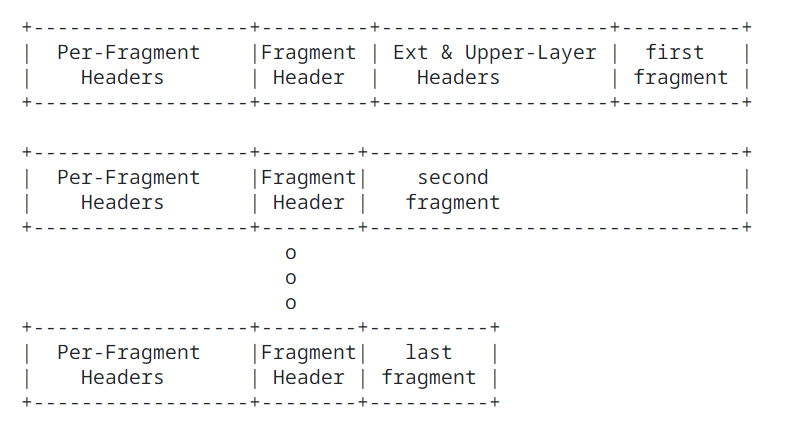 +------------------+---------+-------------------+----------+
|  Per-Fragment    |Fragment | Ext & Upper-Layer |  first   |
|    Headers       | Header  |   Headers         | fragment |
+------------------+---------+-------------------+----------+
+------------------+--------+-------------------------------+
|  Per-Fragment    |Fragment|    second                     |
|    Headers       | Header |   fragment                    |
+------------------+--------+-------------------------------+
o
o
o
+------------------+--------+----------+
|  Per-Fragment    |Fragment|   last   |
|    Headers       | Header | fragment |
+------------------+--------+----------+